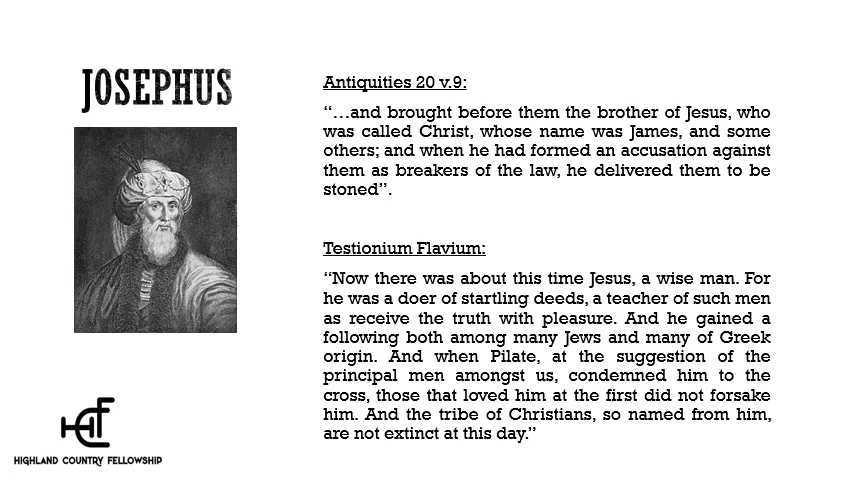 JOSEPHUS
Antiquities 20 v.9:
“…and brought before them the brother of Jesus, who
was called Christ, whose name was James, and some
others; and when he had formed an accusation against
them as breakers of the law, he delivered them to be
stoned”.
Testionium Flavium:
“Now there was about this time Jesus, a wise man. For
he was a doer of startling deeds, a teacher of such men
as receive the truth with pleasure. And he gained a
following both among many Jews and many of Greek
origin. And when Pilate, at the suggestion of the
principal men amongst us, condemned him to the
cross, those that loved him at the first did not forsake
him. And the tribe of Christians, so named from him,
are not extinct at this day.”
HCF
HIGHLAND COUNTRY FELLOWSHIP